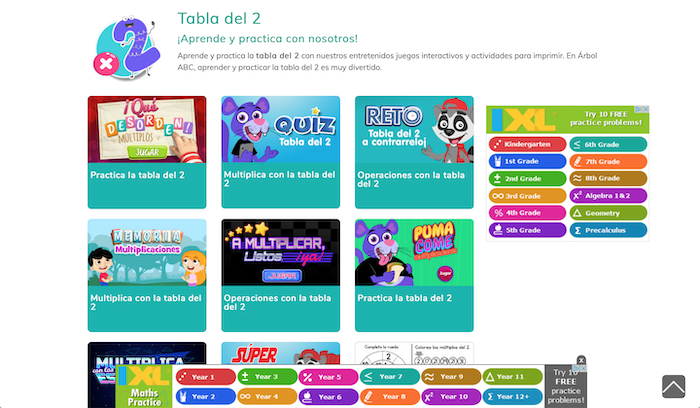 Tabla del 2
¡Aprende y practica con nosotros!
Aprende y practica la tabla del 2 con nuestros entretenidos juegos interactivos y actividades para imprimir. En Árbol
ABC, aprender y practicar la tabla del 2 es muy divertido.
¡Qué
DESORDEN!
MÚLTIPLOS
JUGAR
Practica la tabla del 2
QUIZ
Tabla del 2
Multiplica con la tabla del
2
RETO
Tabla del 2
a contrarreloj
Operaciones con la tabla
del 2
IXL
Try 10 FREE
practice problems!
Kindergarten
6th Grade
1st Grade
7th Grade
2nd Grade
8th Grade
3rd Grade
Algebra 1&2
4th Grade
Geometry
5th Grade
Precalculus
MEMORIA
Multiplicaciones
Multiplica con la tabla del
2
A MULTIPLICAR,
Listos ¡ya!
¡JUGAR!
Operaciones con la tabla
del 2
PUMA
COME
Jugar
Practica la tabla del 2
MULTIPLICA
con las
SÚPER
Completa la rueda.
Colorea los múltiplos del 2.
IXL
Maths
Practice
Year 1
Year 3
Year 5
Year 7
Year 9
Year 11
Year 2
Year 4
Year 6
Year 8
Year 10
Year 12+
Try 10
FREE
practice
problems!